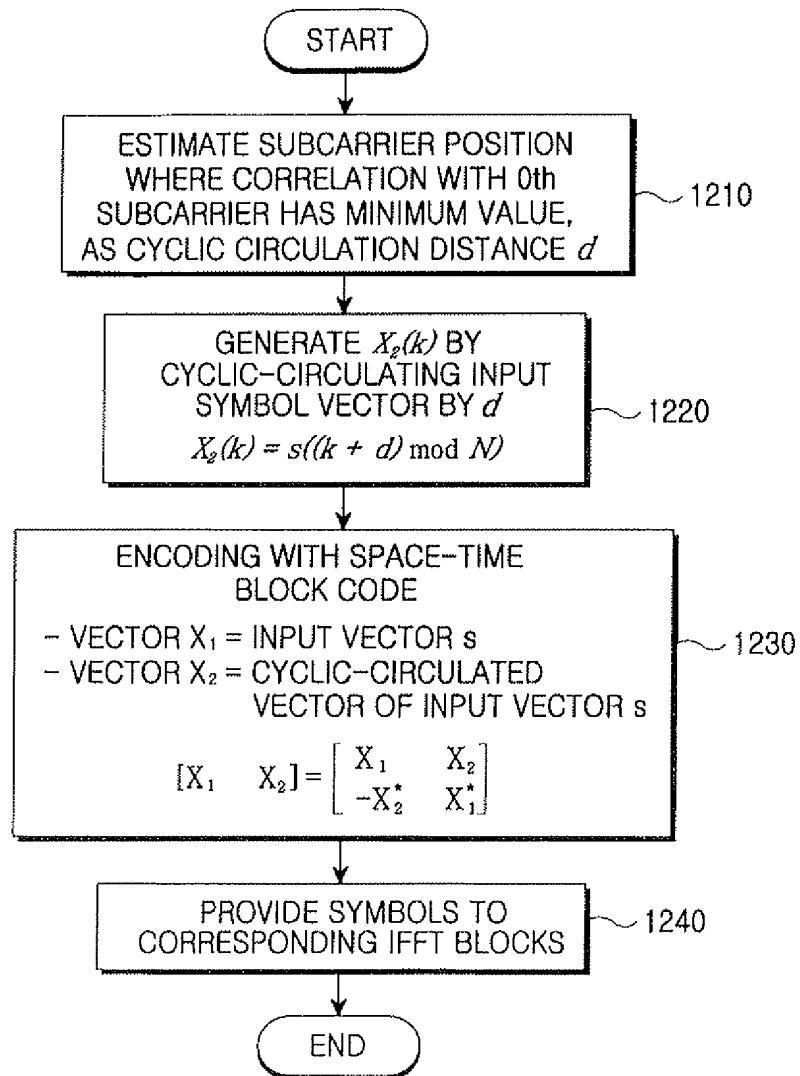 START
ESTIMATE SUBCARRIER POSITION
WHERE CORRELATION WITH 0th
SUBCARRIER HAS MINIMUM VALUE,
AS CYCLIC CIRCULATION DISTANCE d
1210
GENERATE X₂(k) BY
CYCLIC-CIRCULATING INPUT
SYMBOL VECTOR BY d
X₂(k) = s((k + d) mod N)
1220
ENCODING WITH SPACE-TIME
BLOCK CODE
- VECTOR X₁ = INPUT VECTOR s
- VECTOR X₂ = CYCLIC-CIRCULATED
VECTOR OF INPUT VECTOR s
[X₁ X₂] = [X₁ X₂
-X₂* X₁*]
1230
PROVIDE SYMBOLS TO
CORRESPONDING IFFT BLOCKS
1240
END